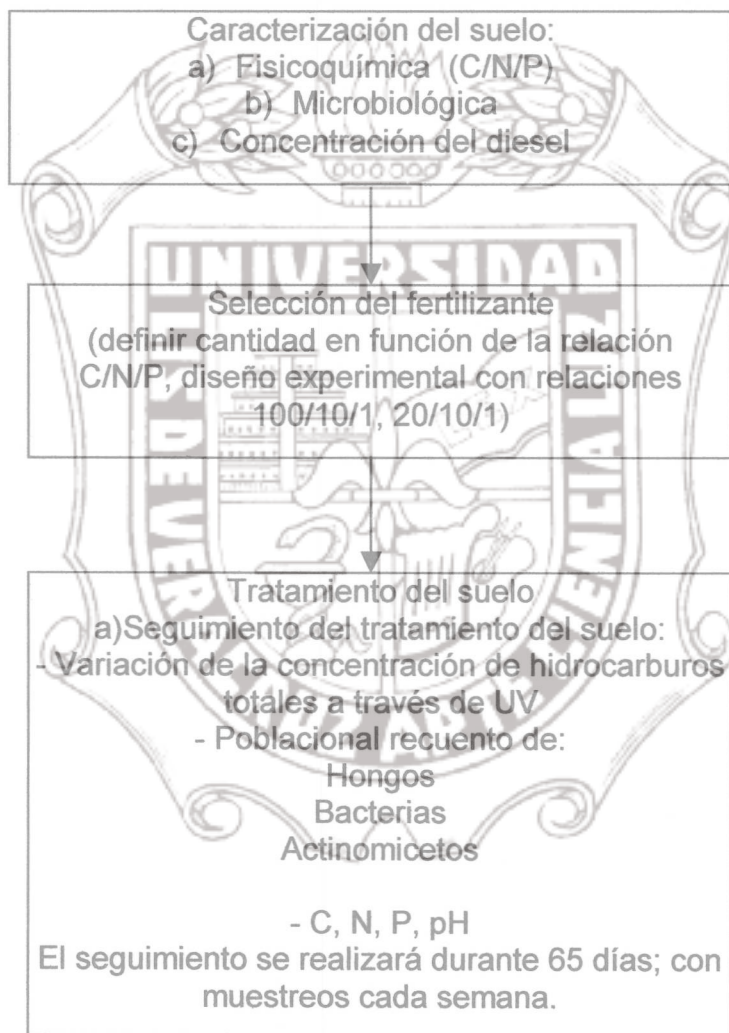 Caracterización del suelo:
a) Fisicoquímica (C/N/P)
b) Microbiológica
c) Concentración del diesel
UNIVERSIDAD
Selección del fertilizante
(definir cantidad en función de la relación
C/N/P, diseño experimental con relaciones
100/10/1, 20/10/1)
Tratamiento del suelo
a)Seguimiento del tratamiento del suelo:
- Variación de la concentración de hidrocarburos
totales a través de UV
- Poblacional recuento de:
Hongos
Bacterias
Actinomicetos
- C, N, P, pH
El seguimiento se realizará durante 65 días; con
muestreos cada semana.